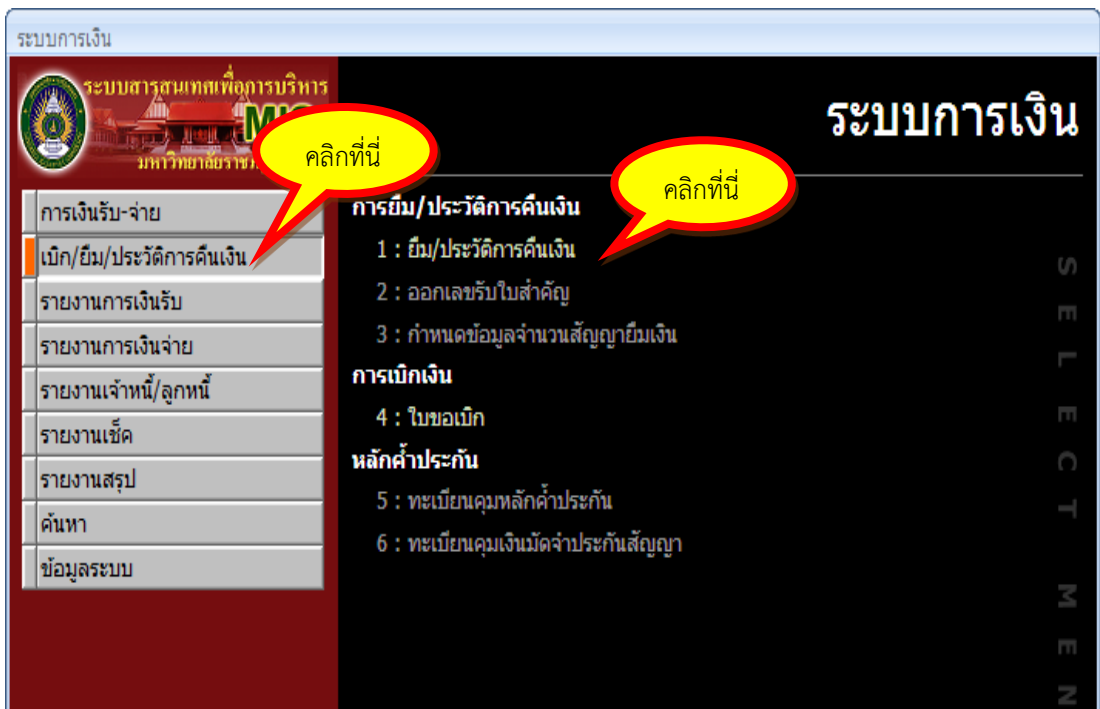 ระบบการเงิน
ระบบสารสนเทศเพื่อการบริหาร
มหาวิทยาลัยราชภ
ระบบการเงิน
คลิกที่นี่
คลิกที่นี่
การเงินรับ-จ่าย
เบิก/ยืม/ประวัติการคืนเงิน
รายงานการเงินรับ
รายงานการเงินจ่าย
รายงานเจ้าหนี้/ลูกหนี้
รายงานเช็ค
รายงานสรุป
ค้นหา
ข้อมูลระบบ
การยืม/ประวัติการคืนเงิน
1 : ยืม/ประวัติการคืนเงิน
2 : ออกเลขรับใบสำคัญ
3 : กำหนดข้อมูลจำนวนสัญญายืมเงิน
การเบิกเงิน
4 : ใบขอเบิก
หลักค้ำประกัน
5 : ทะเบียนคุมหลักค้ำประกัน
6 : ทะเบียนคุมเงินมัดจำประกันสัญญา
SELECT MEN